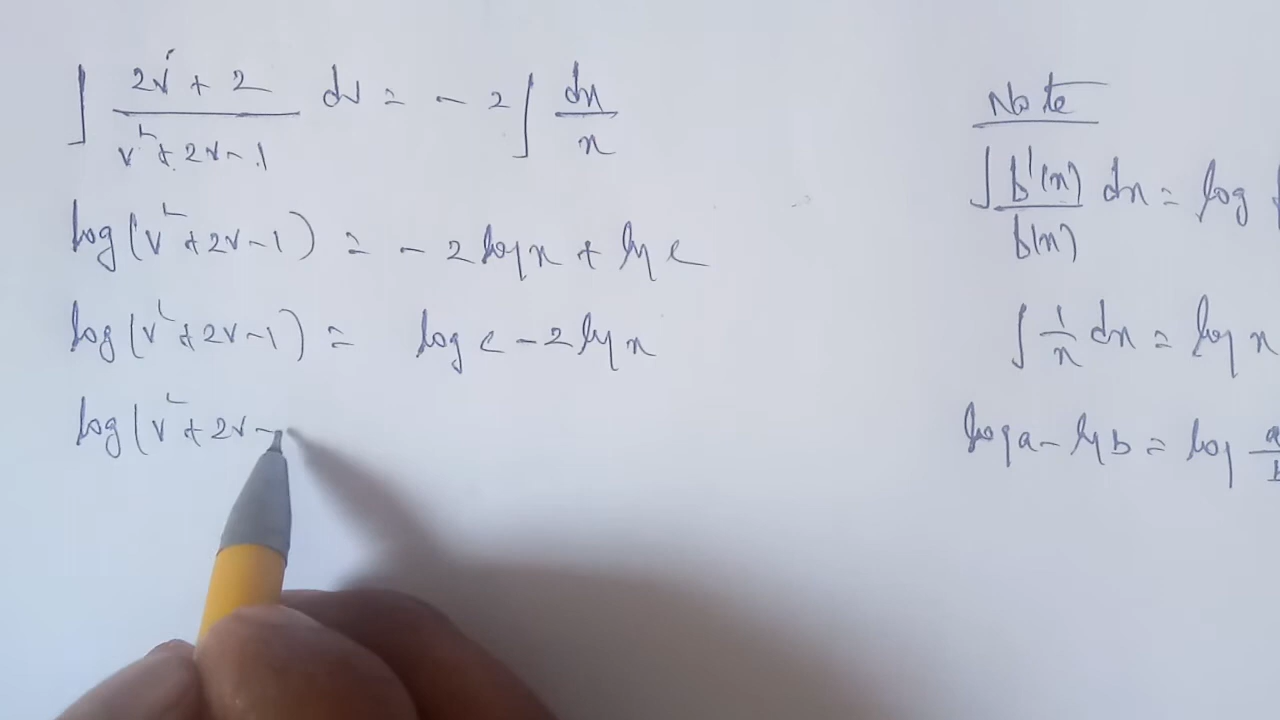 ∫ (2v + 2)/(v² + 2v - 1) dv = - 2 ∫ dx/x
log(v² + 2v - 1) = - 2 log x + log c
log(v² + 2v - 1) = log c - 2 log x
log(v² + 2v -
Note
∫ f'(x)/f(x) dx = log f
∫ 1/x dx = log x
log a - log b = log a/b